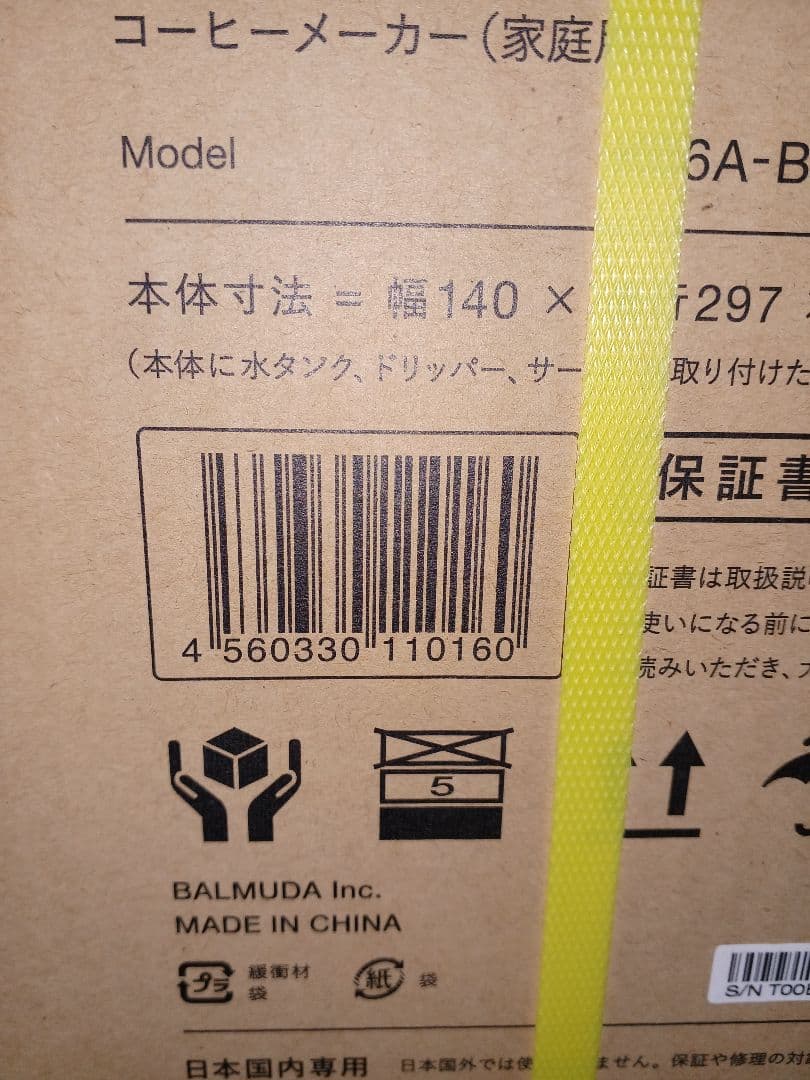 コーヒーメーカー(家庭
Model 6A-B
本体寸法 = 幅140 × 行297
(本体に水タンク、ドリッパー、サー 取り付けた
保証書
証書は取扱説
使いになる前に
読みいただき、
4 560330 110160
5
BALMUDA Inc.
MADE IN CHINA
プラ 緩衝材
袋
紙 袋
S/N T00
日本国内専用 日本国外では使 ません。保証や修理の対